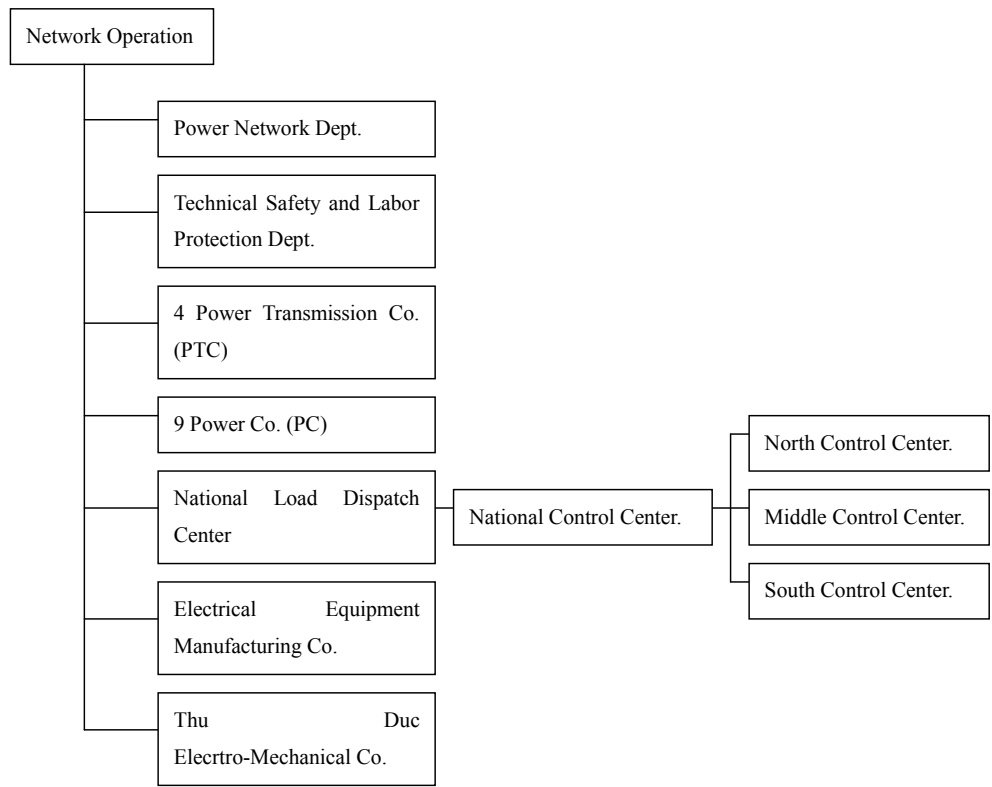 Network Operation
Power Network Dept.
Technical Safety and Labor
Protection Dept.
4 Power Transmission Co.
(PTC)
9 Power Co. (PC)
National Load Dispatch
Center
National Control Center.
North Control Center.
Middle Control Center.
South Control Center.
Electrical Equipment
Manufacturing Co.
Thu Duc
Elecrtro-Mechanical Co.